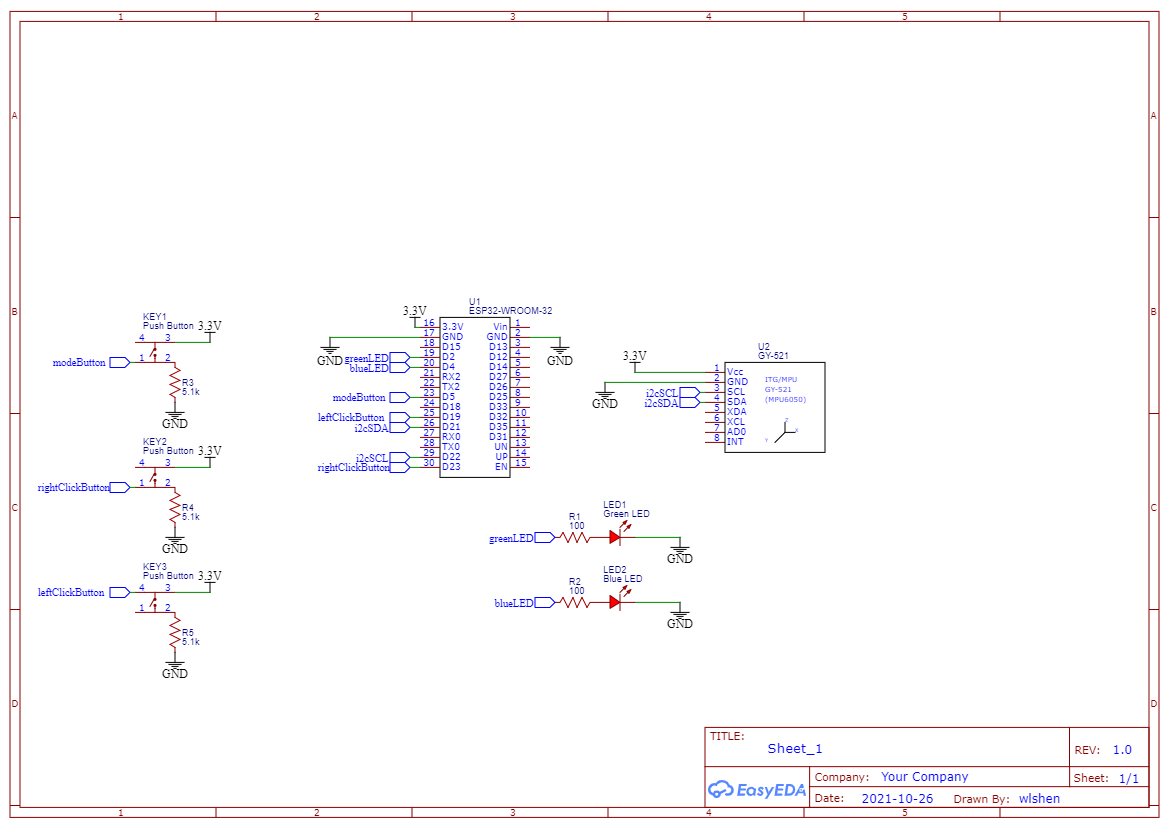 1 2 3 4 5
A A
B B
C C
D D
KEY1
Push Button
3.3V
4 3
1 2
modeButton
R3
5.1k
GND
KEY2
Push Button
3.3V
4 3
1 2
rightClickButton
R4
5.1k
GND
KEY3
Push Button
3.3V
leftClickButton
4 3
1 2
R5
5.1k
GND
U1
ESP32-WROOM-32
3.3V
GND
GND
16 3.3V Vin 1
17 GND GND 2
18 D15 D13 3
greenLED 19 D2 D12 4
blueLED 20 D4 D14 5
21 RX2 D27 6
22 TX2 D26 7
modeButton 23 D5 D25 8
24 D18 D33 9
leftClickButton 25 D19 D32 10
i2cSDA 26 D21 D35 11
27 RX0 D31 12
28 TX0 UN 13
i2cSCL 29 D22 UP 14
rightClickButton 30 D23 EN 15
U2
GY-521
3.3V
GND
1 Vcc
2 GND
i2cSCL 3 SCL
i2cSDA 4 SDA
5 XDA
6 XCL
7 AD0
8 INT
ITG/MPU
GY-521
(MPU6050)
Z
X
Y
LED1
Green LED
R1
100
greenLED
GND
LED2
Blue LED
R2
100
blueLED
GND
TITLE:
Sheet_1
REV: 1.0
EasyEDA
Company: Your Company
Sheet: 1/1
Date: 2021-10-26 Drawn By: wlshen
1 2 3 4 5